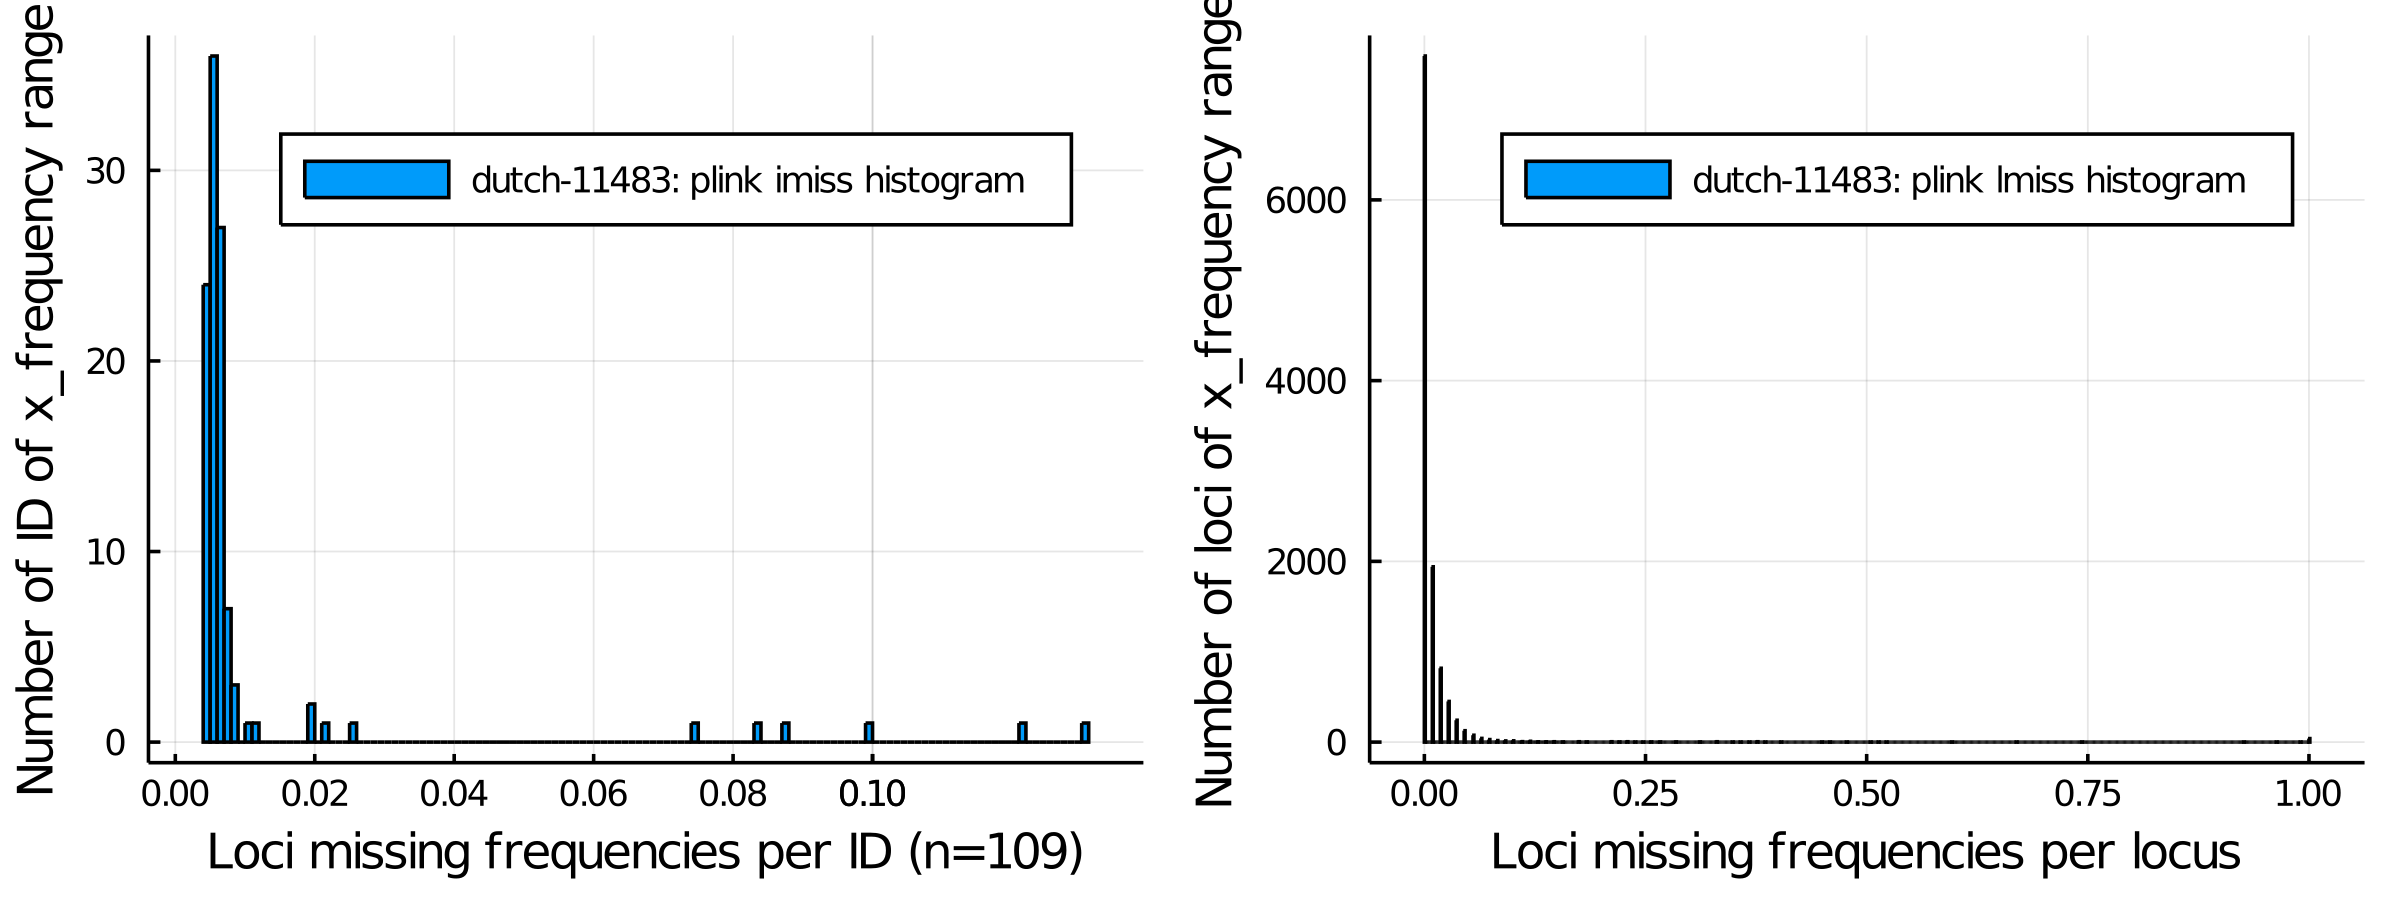 Number of ID of x_frequency range
30
20
10
0
dutch-11483: plink imiss histogram
0.00 0.02 0.04 0.06 0.08 0.10
Loci missing frequencies per ID (n=109)
Number of loci of x_frequency range
6000
4000
2000
0
dutch-11483: plink lmiss histogram
0.00 0.25 0.50 0.75 1.00
Loci missing frequencies per locus